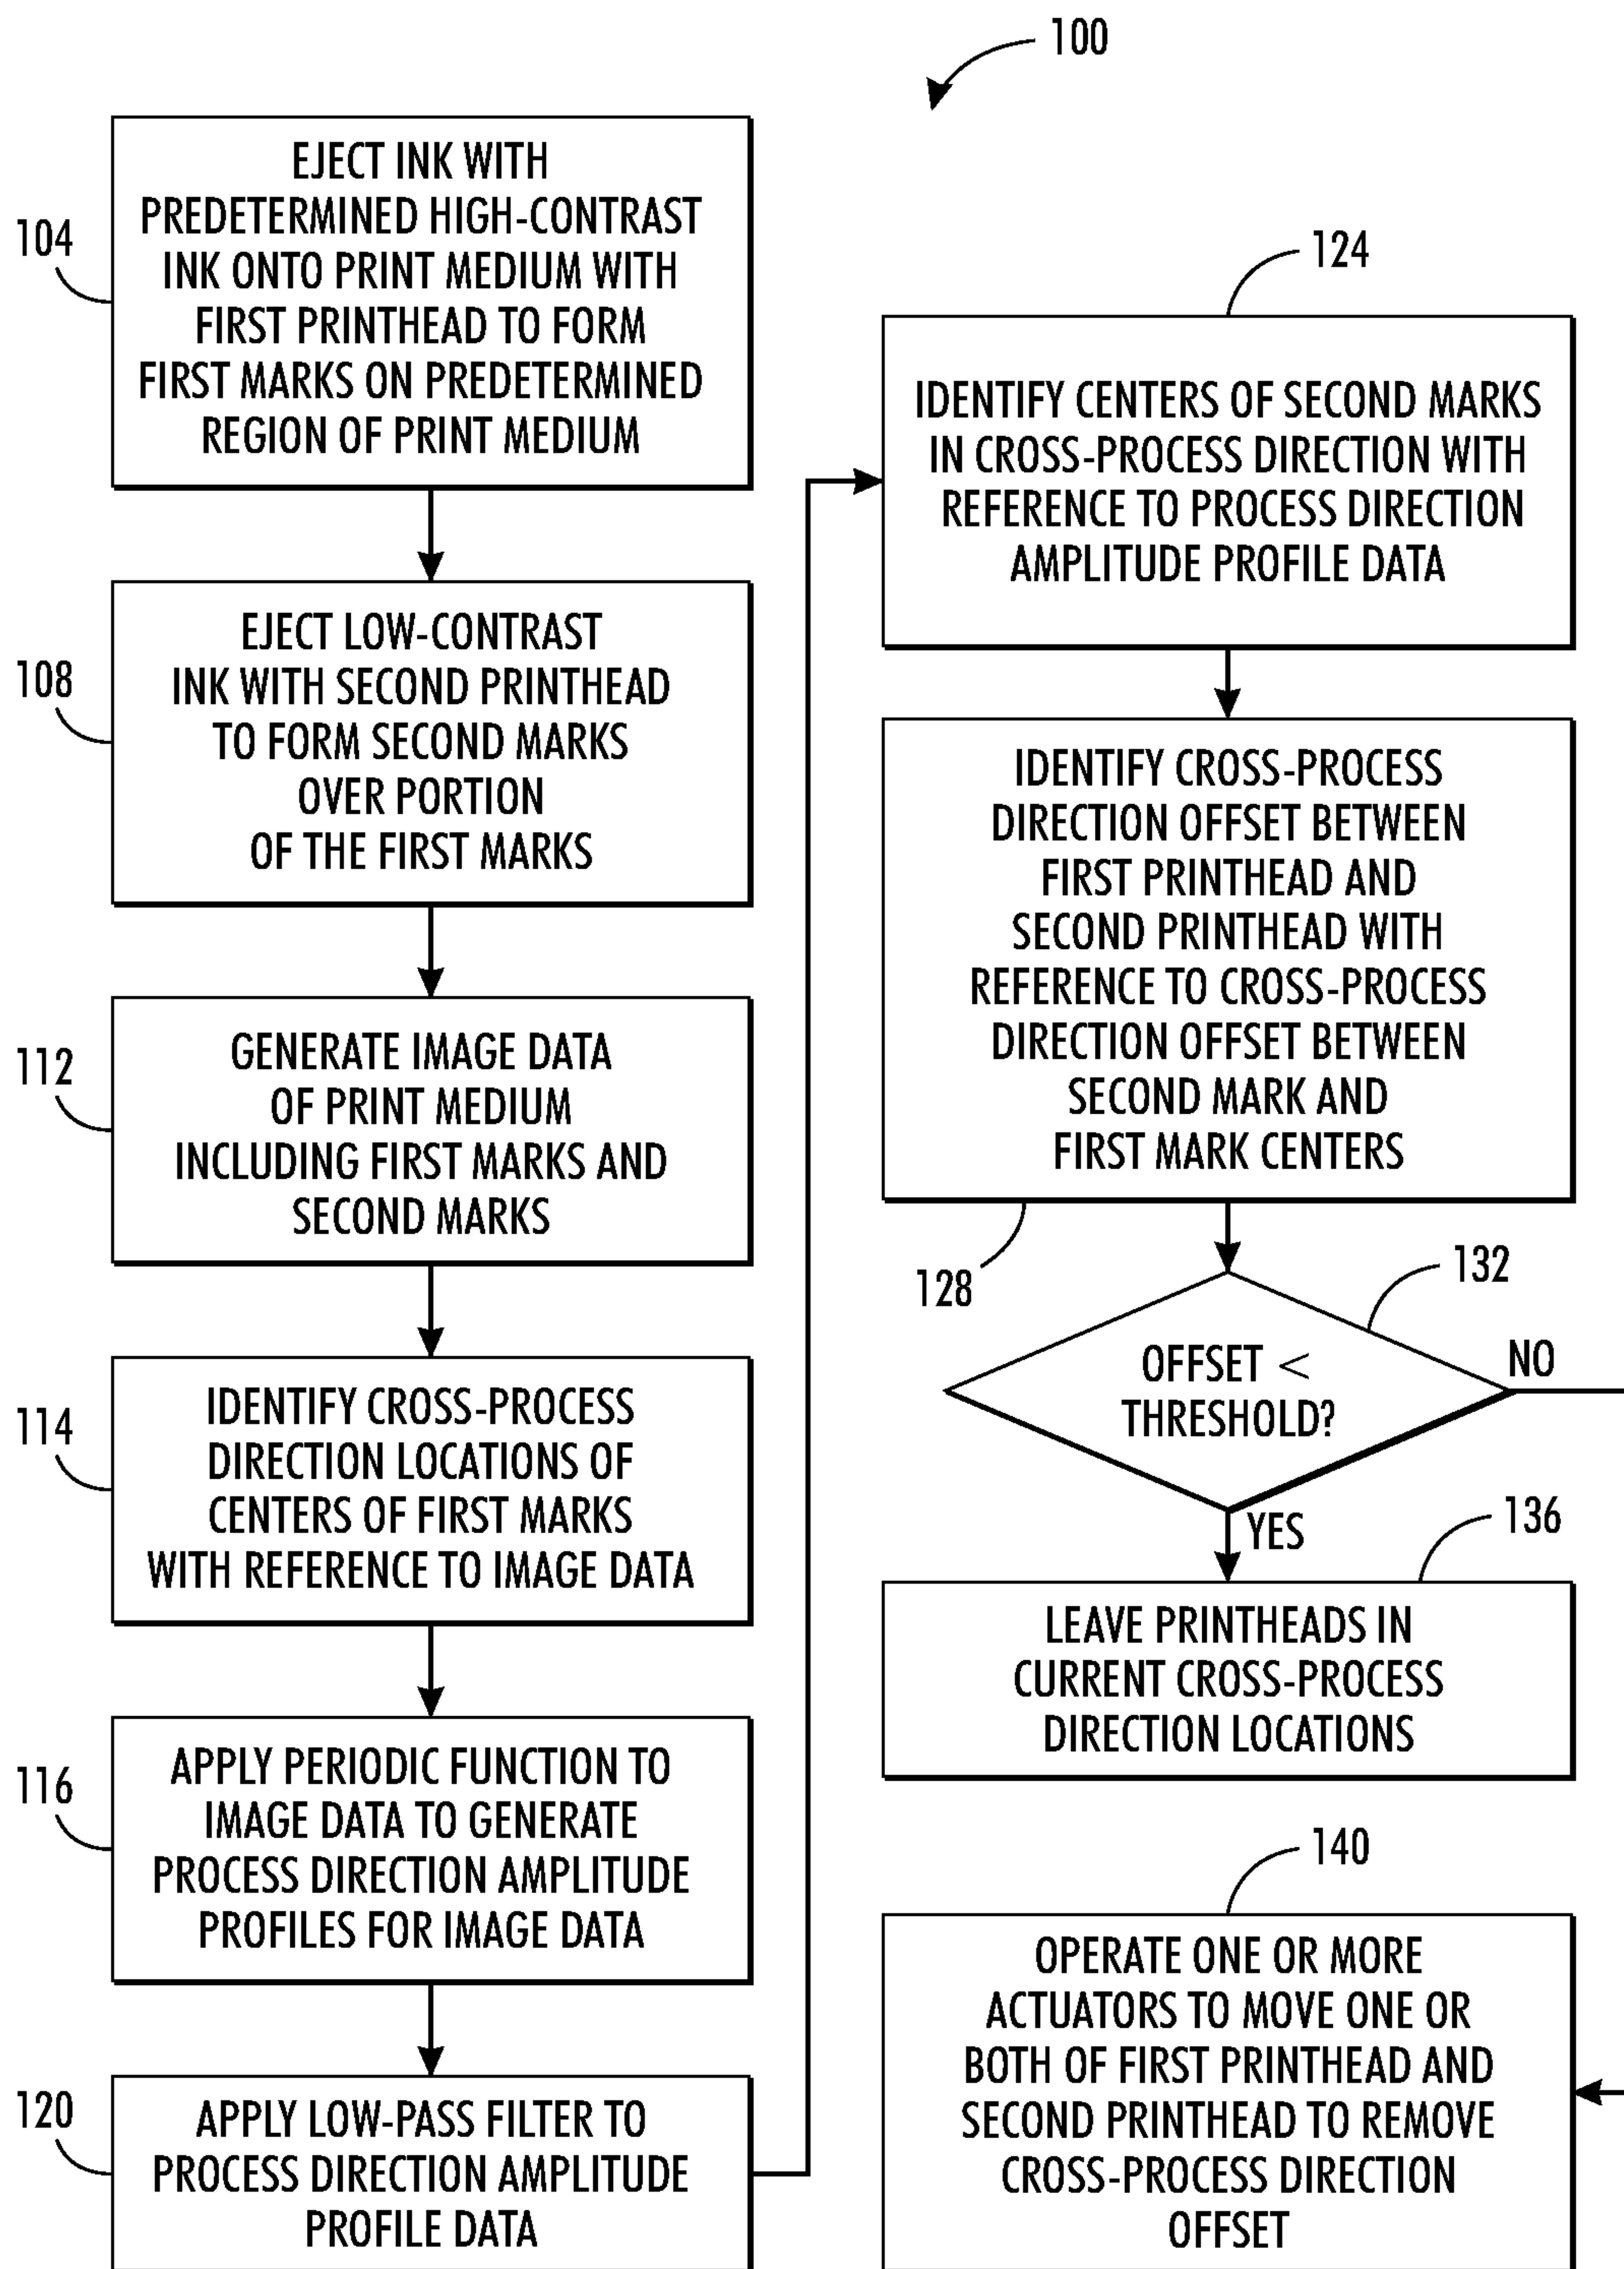 100
104
EJECT INK WITH
PREDETERMINED HIGH-CONTRAST
INK ONTO PRINT MEDIUM WITH
FIRST PRINTHEAD TO FORM
FIRST MARKS ON PREDETERMINED
REGION OF PRINT MEDIUM
108
EJECT LOW-CONTRAST
INK WITH SECOND PRINTHEAD
TO FORM SECOND MARKS
OVER PORTION
OF THE FIRST MARKS
112
GENERATE IMAGE DATA
OF PRINT MEDIUM
INCLUDING FIRST MARKS AND
SECOND MARKS
114
IDENTIFY CROSS-PROCESS
DIRECTION LOCATIONS OF
CENTERS OF FIRST MARKS
WITH REFERENCE TO IMAGE DATA
116
APPLY PERIODIC FUNCTION TO
IMAGE DATA TO GENERATE
PROCESS DIRECTION AMPLITUDE
PROFILES FOR IMAGE DATA
120
APPLY LOW-PASS FILTER TO
PROCESS DIRECTION AMPLITUDE
PROFILE DATA
124
IDENTIFY CENTERS OF SECOND MARKS
IN CROSS-PROCESS DIRECTION WITH
REFERENCE TO PROCESS DIRECTION
AMPLITUDE PROFILE DATA
IDENTIFY CROSS-PROCESS
DIRECTION OFFSET BETWEEN
FIRST PRINTHEAD AND
SECOND PRINTHEAD WITH
REFERENCE TO CROSS-PROCESS
DIRECTION OFFSET BETWEEN
SECOND MARK AND
FIRST MARK CENTERS
128
132
OFFSET <
THRESHOLD?
NO
YES
136
LEAVE PRINTHEADS IN
CURRENT CROSS-PROCESS
DIRECTION LOCATIONS
140
OPERATE ONE OR MORE
ACTUATORS TO MOVE ONE OR
BOTH OF FIRST PRINTHEAD AND
SECOND PRINTHEAD TO REMOVE
CROSS-PROCESS DIRECTION
OFFSET